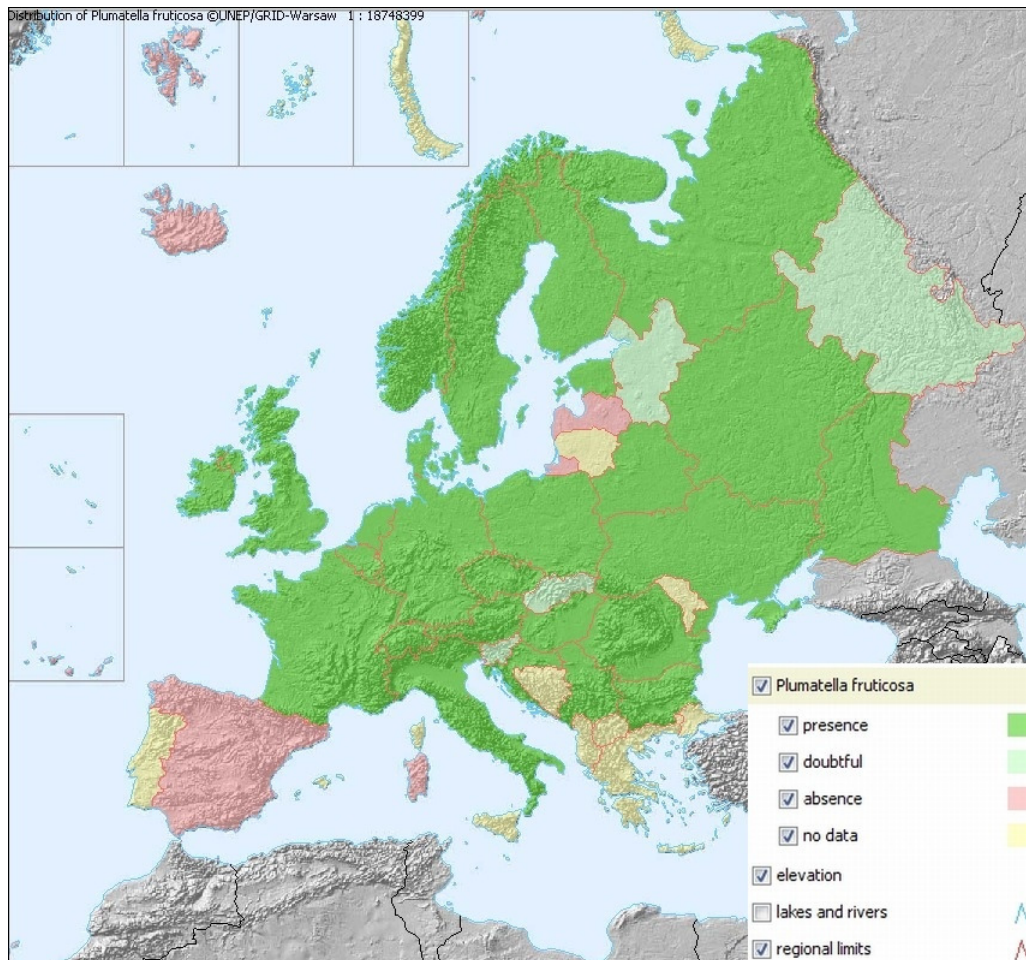 Distribution of Plumatella fruticosa ©UNEP/GRID-Warsaw 1 : 18748399
Plumatella fruticosa
presence
doubtful
absence
no data
elevation
lakes and rivers
regional limits